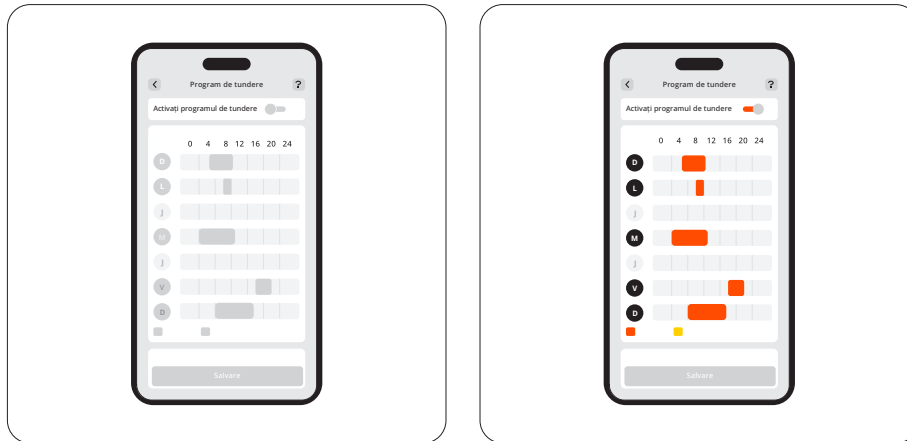 Program de tundere ?
Activați programul de tundere
0 4 8 12 16 20 24
D
L
J
M
J
V
D
Salvare
Program de tundere ?
Activați programul de tundere
0 4 8 12 16 20 24
D
L
J
M
J
V
D
Salvare